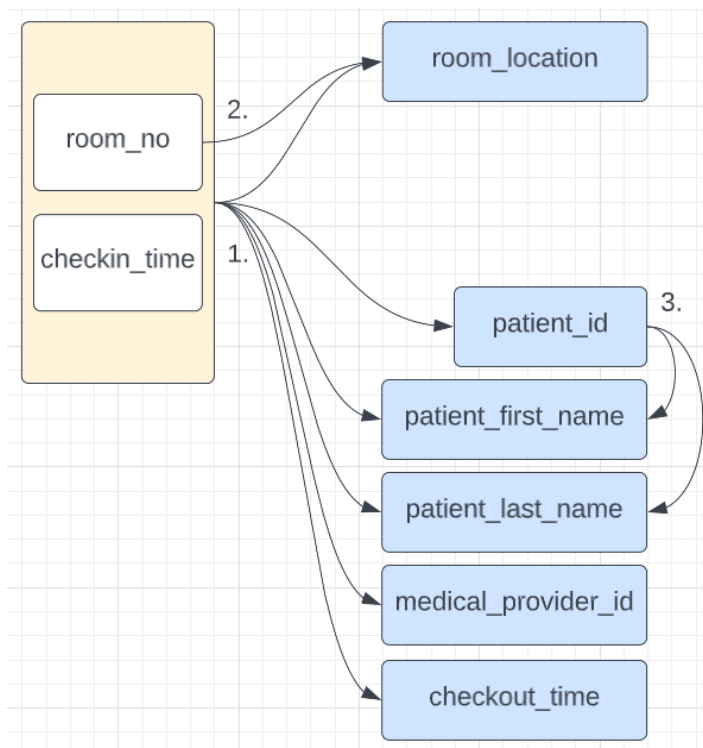 room_location
2.
room_no
checkin_time
1.
patient_id
3.
patient_first_name
patient_last_name
medical_provider_id
checkout_time